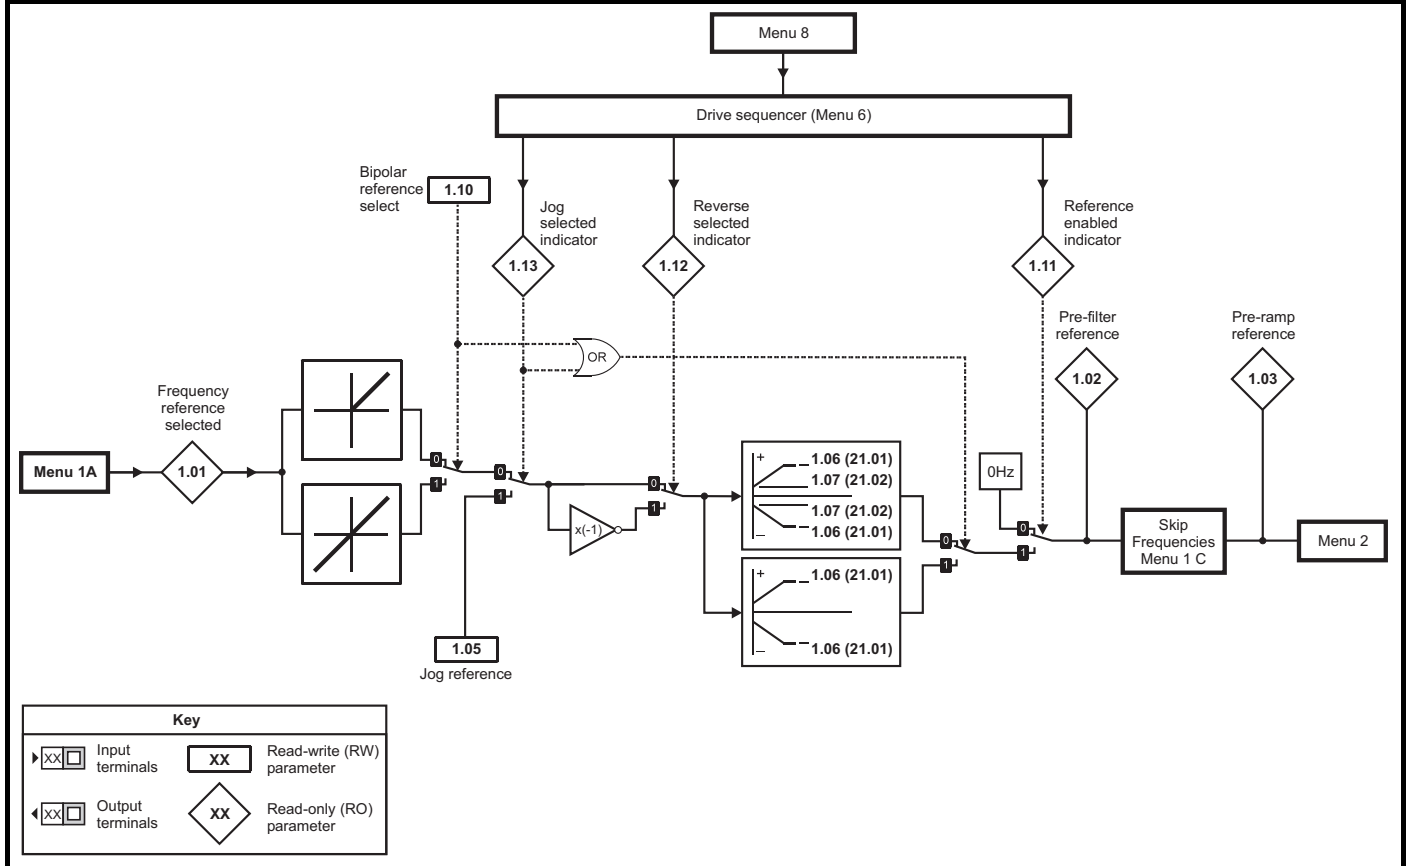 Menu 8
Drive sequencer (Menu 6)
Bipolar
reference
select
1.10
Jog
selected
indicator
1.13
Reverse
selected
indicator
1.12
Reference
enabled
indicator
1.11
Pre-filter
reference
1.02
Pre-ramp
reference
1.03
OR
Frequency
reference
selected
Menu 1A
1.01
0
1
0
1
x(-1)
0
1
+
1.06 (21.01)
1.07 (21.02)
1.07 (21.02)
1.06 (21.01)
_
+
1.06 (21.01)
1.06 (21.01)
_
0
1
0Hz
0
1
Skip
Frequencies
Menu 1 C
Menu 2
1.05
Jog reference
Key
XX
Input
terminals
XX
Read-write (RW)
parameter
XX
Output
terminals
XX
Read-only (RO)
parameter